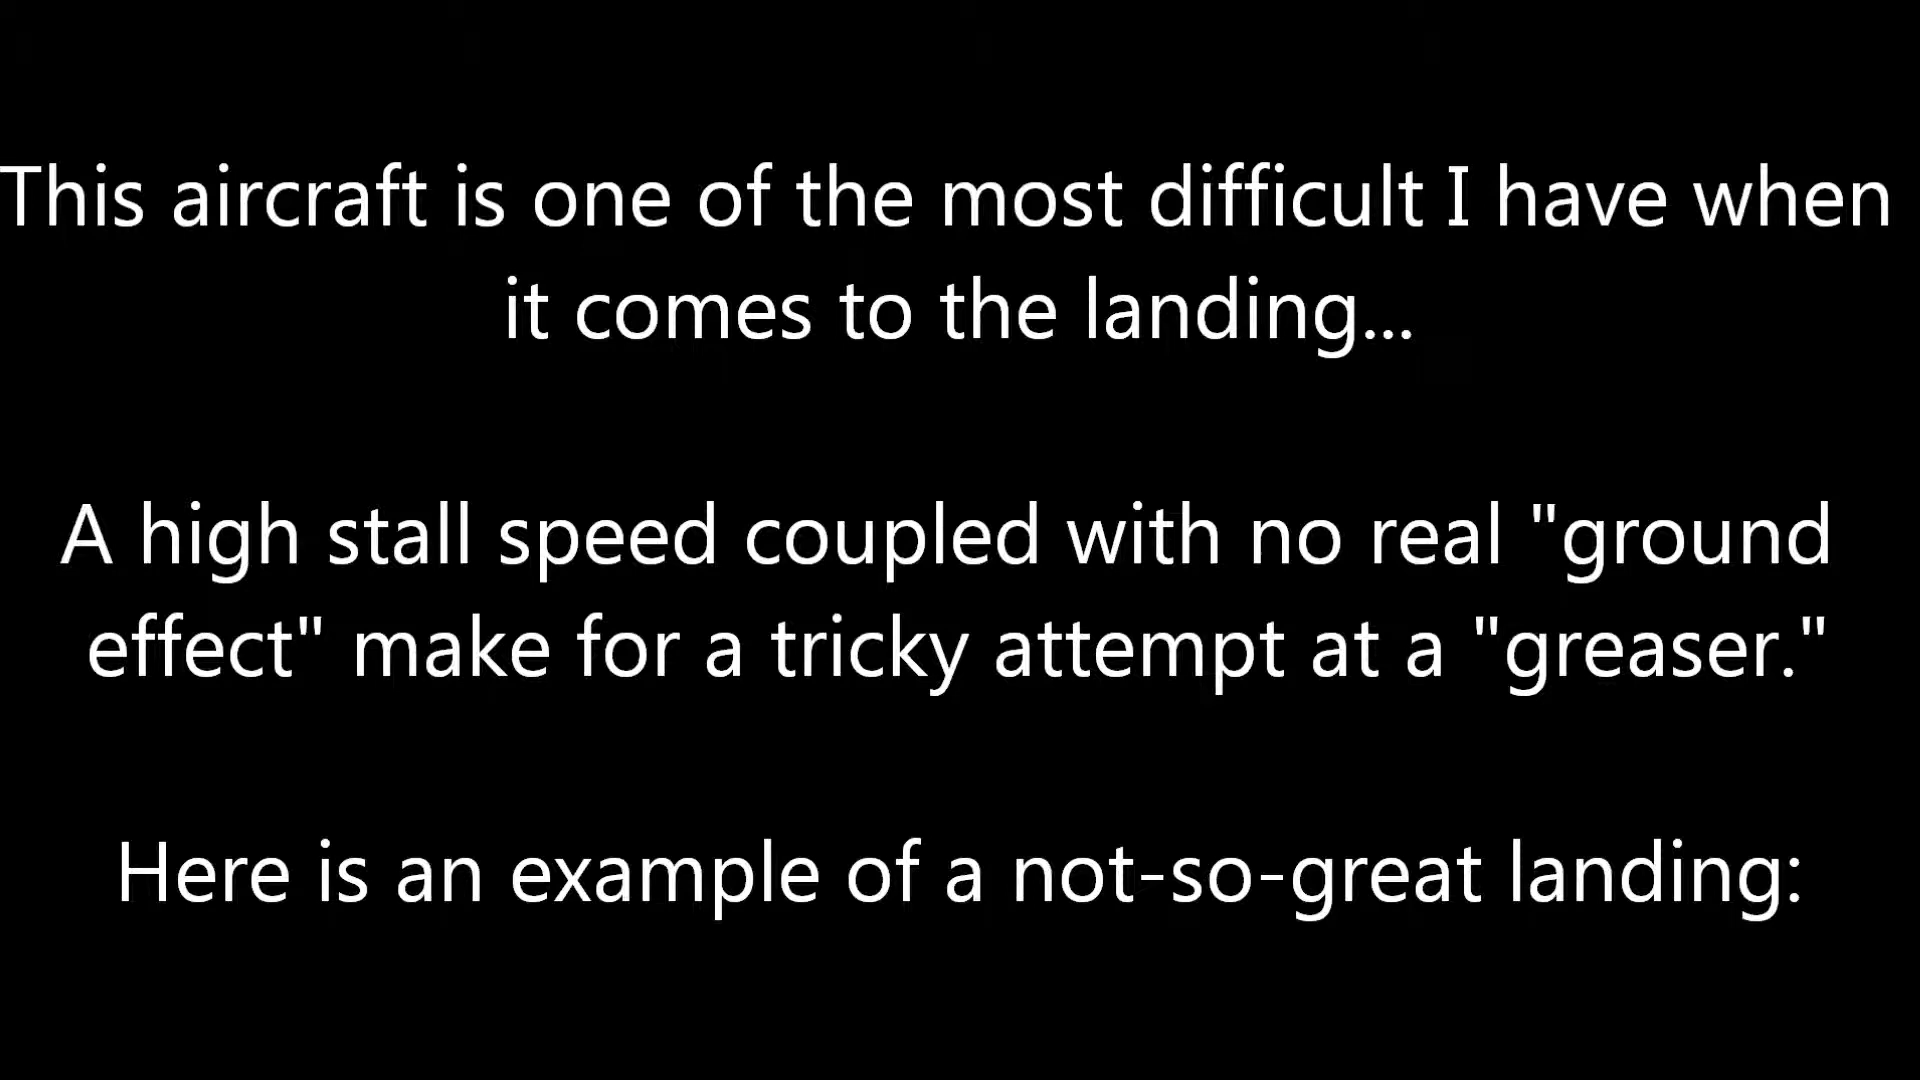 This aircraft is one of the most difficult I have when
it comes to the landing...
A high stall speed coupled with no real "ground
effect" make for a tricky attempt at a "greaser."
Here is an example of a not-so-great landing: